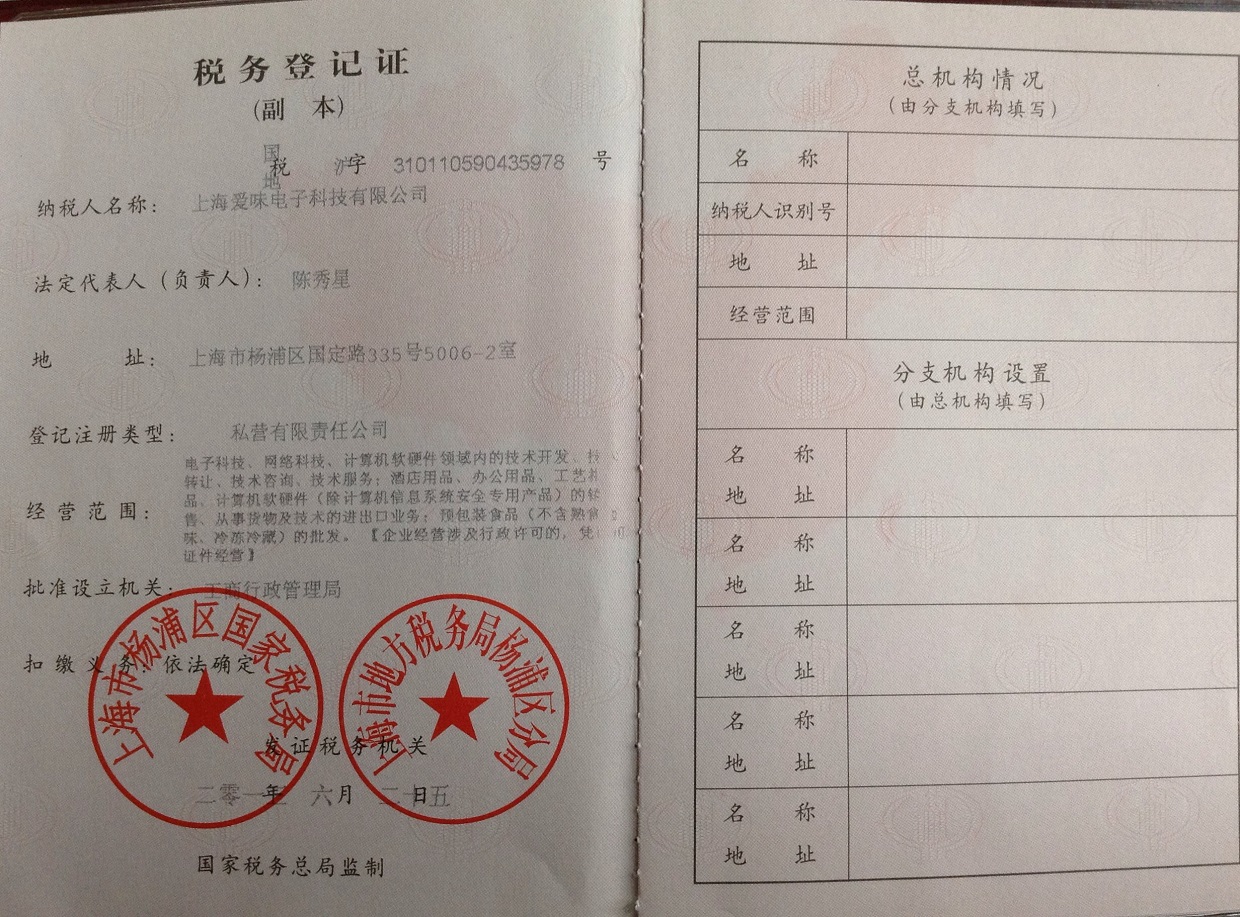 税务登记证
(副 本)
国
税 沪字 310110590435978 号
地
纳税人名称: 上海爱味电子科技有限公司
法定代表人(负责人): 陈秀星
地 址: 上海市杨浦区国定路335号5006-2室
登记注册类型: 私营有限责任公司
经营范围:
电子科技、网络科技、计算机软硬件领域内的技术开发、技
转让、技术咨询、技术服务;酒店用品、办公用品、工艺礼
品、计算机软硬件(除计算机信息系统安全专用产品)的销
售、从事货物及技术的进出口业务;预包装食品(不含熟食
味、冷冻冷藏)的批发。【企业经营涉及行政许可的,凭许可
证件经营】
批准设立机关: 工商行政管理局
扣缴义务: 依法确定
上海市杨浦区国家税务局
上海市地方税务局杨浦区分局
发证税务机关
二零一 年 六月 二十五日
国家税务总局监制
总机构情况
(由分支机构填写)
名 称
纳税人识别号
地 址
经营范围
分支机构设置
(由总机构填写)
名 称
地 址
名 称
地 址
名 称
地 址
名 称
地 址
名 称
地 址